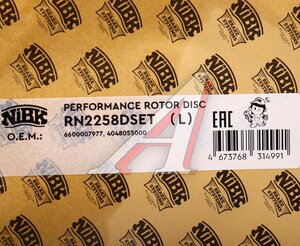 NiBK
PERFORMANCE ROTOR DISC
RN2258DSET (L)
O.E.M.:
6600007977, 4048055000
EAC
4 673768 314991